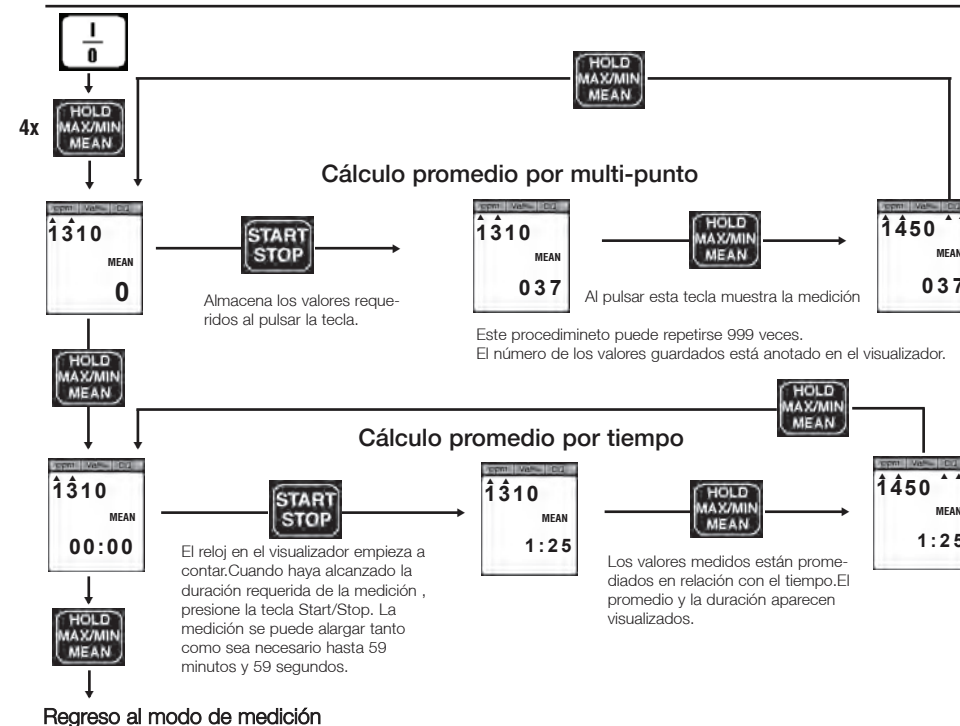 I
0
HOLD
MAX/MIN
MEAN
4x
HOLD
MAX/MIN
MEAN
Cálculo promedio por multi-punto
ppm Vol% CO2
1310
MEAN
0
START
STOP
Almacena los valores reque-
ridos al pulsar la tecla.
1310
MEAN
037
HOLD
MAX/MIN
MEAN
Al pulsar esta tecla muestra la medición
1450
MEAN
037
Este procedimineto puede repetirse 999 veces.
El número de los valores guardados está anotado en el visualizador.
HOLD
MAX/MIN
MEAN
HOLD
MAX/MIN
MEAN
Cálculo promedio por tiempo
1310
MEAN
00:00
START
STOP
El reloj en el visualizador empieza a
contar.Cuando haya alcanzado la
duración requerida de la medición ,
presione la tecla Start/Stop. La
medición se puede alargar tanto
como sea necesario hasta 59
minutos y 59 segundos.
1310
MEAN
1:25
HOLD
MAX/MIN
MEAN
Los valores medidos están prome-
diados en relación con el tiempo.El
promedio y la duración aparecen
visualizados.
1450
MEAN
1:25
HOLD
MAX/MIN
MEAN
Regreso al modo de medición